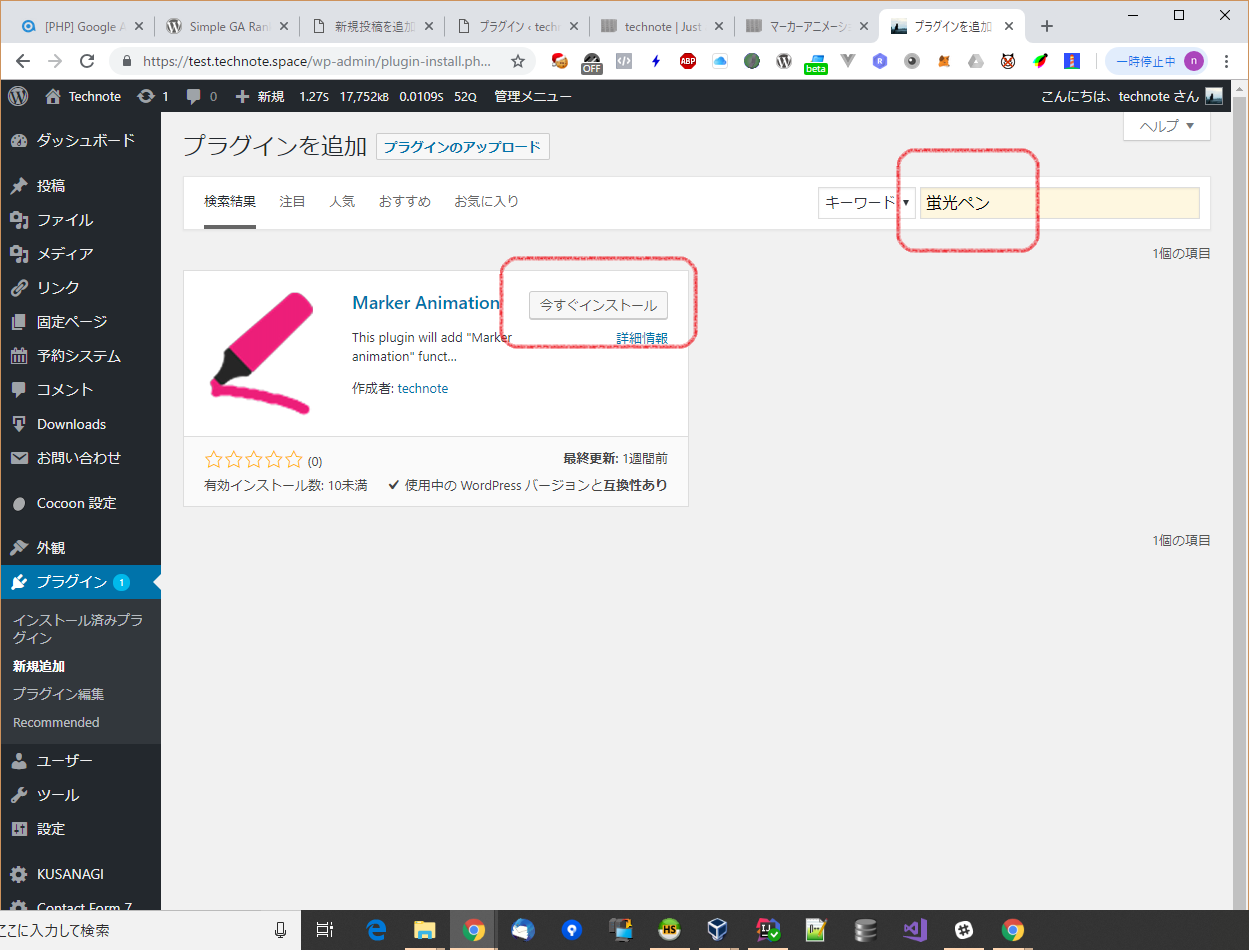 [PHP] Google A
Simple GA Ran
新規投稿を追加
プラグイン ‹ tech
technote | Just
マーカーアニメーシ
プラグインを追加
https://test.technote.space/wp-admin/plugin-install.ph...
OFF
ABP
beta
一時停止中
n
Technote
1
0
新規
1.27s 17,752kB 0.0109s 52Q
管理メニュー
こんにちは、technote さん
ヘルプ
ダッシュボード
投稿
ファイル
メディア
リンク
固定ページ
予約システム
コメント
Downloads
お問い合わせ
Cocoon 設定
外観
プラグイン 1
インストール済みプラ
グイン
新規追加
プラグイン編集
Recommended
ユーザー
ツール
設定
KUSANAGI
Contact Form 7
プラグインを追加
プラグインのアップロード
検索結果
注目
人気
おすすめ
お気に入り
キーワード
蛍光ペン
1個の項目
Marker Animation
今すぐインストール
This plugin will add "Marker
詳細情報
animation" funct...
作成者: technote
(0)
最終更新: 1週間前
有効インストール数: 10未満
使用中の WordPress バージョンと互換性あり
1個の項目
ここに入力して検索
HS